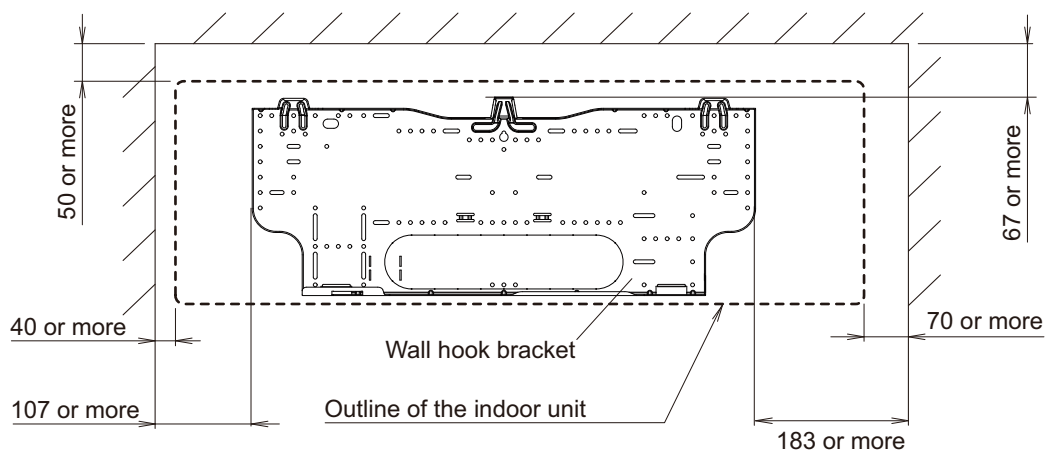 50 or more
67 or more
40 or more
Wall hook bracket
70 or more
107 or more
Outline of the indoor unit
183 or more